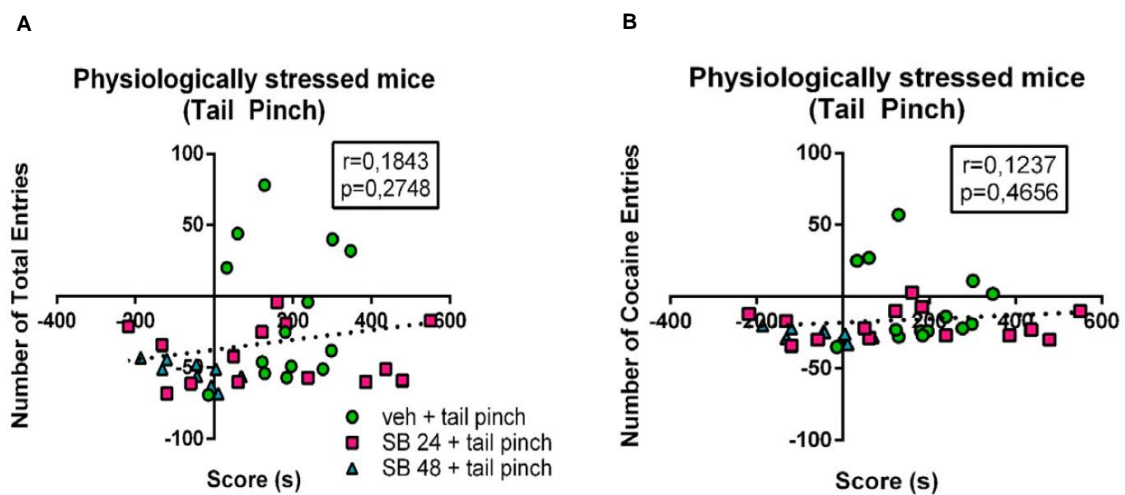 A
B
Physiologically stressed mice
(Tail Pinch)
Number of Total Entries
100
50
-50
-100
-400
-200
200
400
600
r=0,1843
p=0,2748
veh + tail pinch
SB 24 + tail pinch
SB 48 + tail pinch
Score (s)
Physiologically stressed mice
(Tail Pinch)
Number of Cocaine Entries
100
50
-50
-100
-400
-200
200
400
600
r=0,1237
p=0,4656
Score (s)